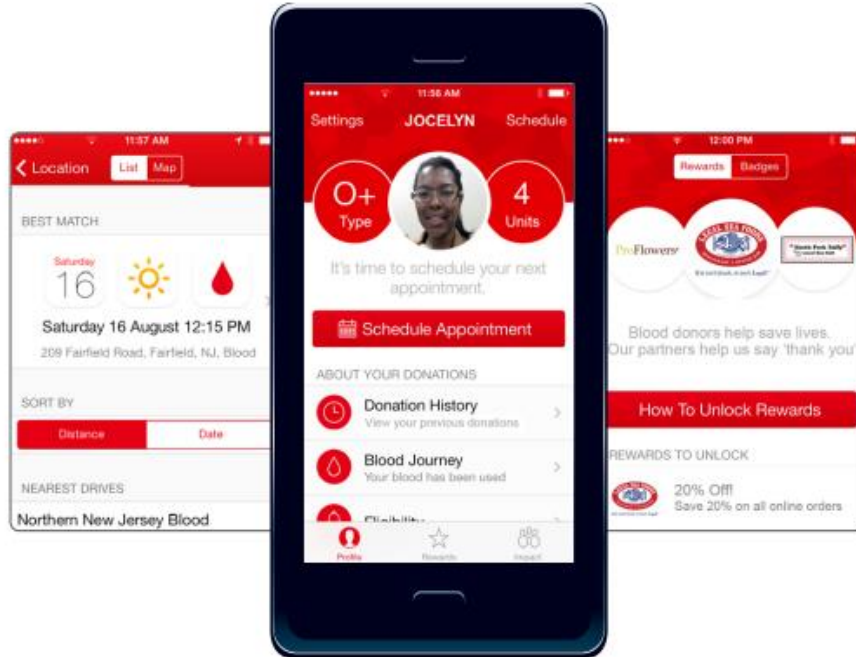 11:57 AM
Location
List
Map
BEST MATCH
Saturday
16
Saturday 16 August 12:15 PM
209 Fairfield Road, Fairfield, NJ, Blood
SORT BY
Distance
Date
NEAREST DRIVES
Northern New Jersey Blood
11:56 AM
Settings
JOCELYN
Schedule
O+
Type
4
Units
It's time to schedule your next
appointment.
Schedule Appointment
ABOUT YOUR DONATIONS
Donation History
View your previous donations
Blood Journey
Your blood has been used
Eligibility
Profile
Rewards
Impact
12:00 PM
Rewards
Badges
ProFlowers
LEGAL SEA FOODS
Blood donors help save lives.
Our partners help us say 'thank you'
How To Unlock Rewards
REWARDS TO UNLOCK
20% Off!
Save 20% on all online orders